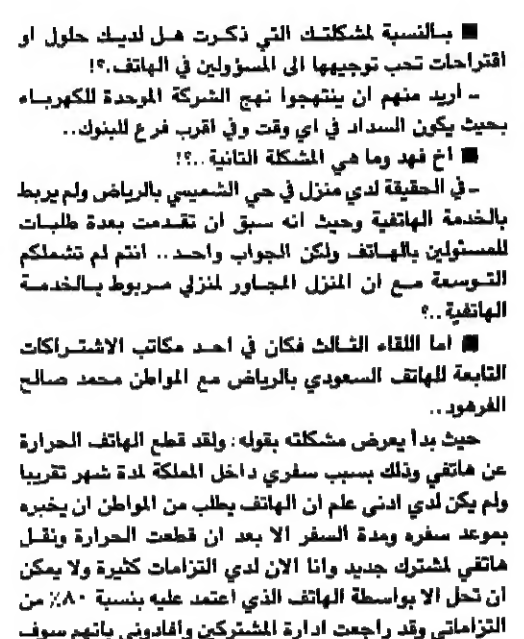 ■ بالنسبة لمشكلتك التي ذكرت هل لديك حلول او
اقتراحات تحب توجيهها الى المسؤولين في الهاتف.؟!
ـ أريد منهم ان ينتهجوا نهج الشركة الموحدة للكهرباء
بحيث يكون السداد في اي وقت وفي اقرب فرع للبنوك..
■ أخ فهد وما هي المشكلة الثانية..؟!
ـ في الحقيقة لدي منزل في حي الشميسي بالرياض ولم يربط
بالخدمة الهاتفية وحيث انه سبق ان تقدمت بعدة طلبات
للمسئولين بالهاتف ولكن الجواب واحد.. انتم لم تشملكم
التوسعة مع ان المنزل المجاور لمنزلي مربوط بالخدمة
الهاتفية..؟
■ اما اللقاء الثالث فكان في احد مكاتب الاشتراكات
التابعة للهاتف السعودي بالرياض مع المواطن محمد صالح
الفرهود..
حيث بدأ يعرض مشكلته بقوله: ولقد قطع الهاتف الحرارة
عن هاتفي وذلك بسبب سفري داخل المملكة لمدة شهر تقريبا
ولم يكن لدي ادنى علم ان الهاتف يطلب من المواطن ان يخبره
بموعد سفره ومدة السفر الا بعد ان قطعت الحرارة ونقل
هاتفي لمشترك جديد وانا الان لدي التزامات كثيرة ولا يمكن
ان تحل الا بواسطة الهاتف الذي اعتمد عليه بنسبة ٨٠٪ من
التزاماتي وقد راجعت ادارة المشتركين وافادوني بانهم سوف